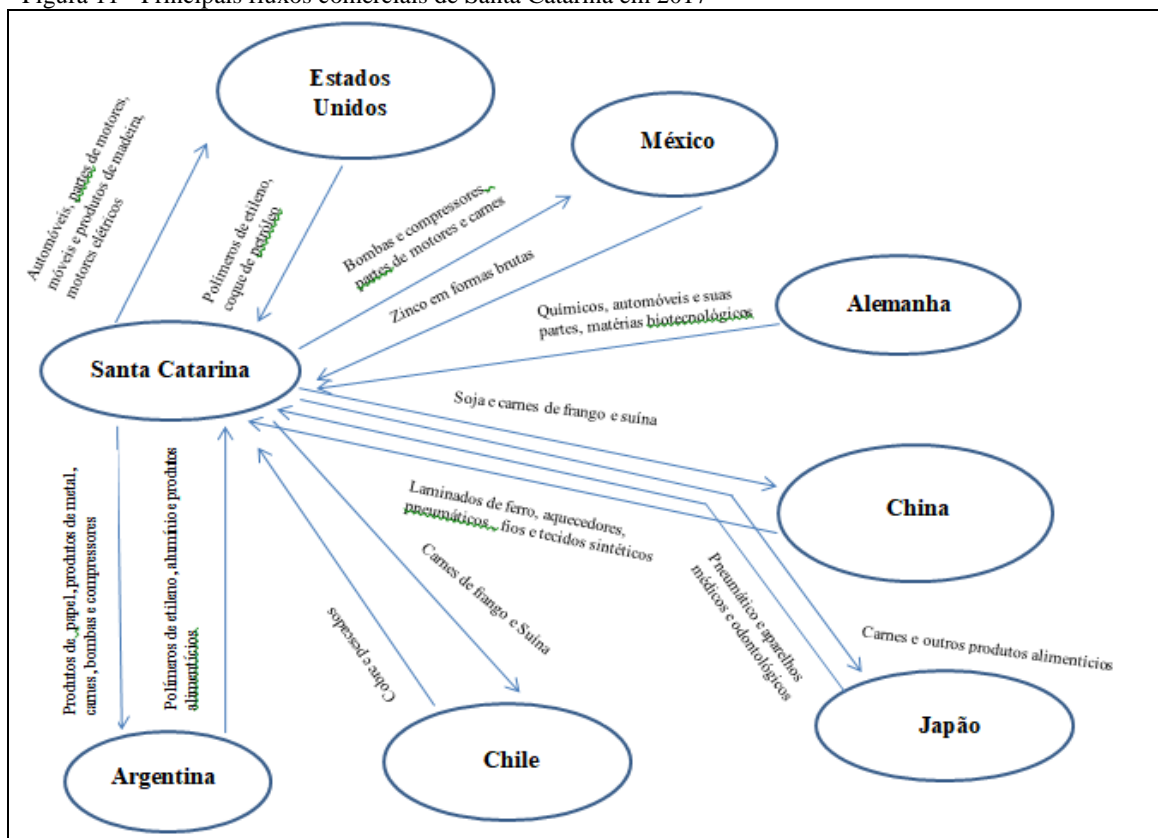 Figura 11 - Principais fluxos comerciais de Santa Catarina em 2017
Estados
Unidos
México
Automóveis, partes de motores,
móveis e produtos de madeira,
motores elétricos
Polímeros de etileno,
coque de petróleo
Bombas e compressores,
partes de motores e carnes
Zinco em formas brutas
Químicos, automóveis e suas
partes, matérias biotecnológicos
Alemanha
Santa Catarina
Soja e carnes de frango e suína
China
Laminados de ferro, aquecedores,
pneumáticos, fios e tecidos sintéticos
Produtos de papel, produtos de metal,
carnes, bombas e compressores
Polímeros de etileno, alumínio e produtos
alimentícios
Carnes de frango e Suína
Cobre e pescados
Pneumático e aparelhos
médicos e odontológicos
Carnes e outros produtos alimentícios
Japão
Chile
Argentina